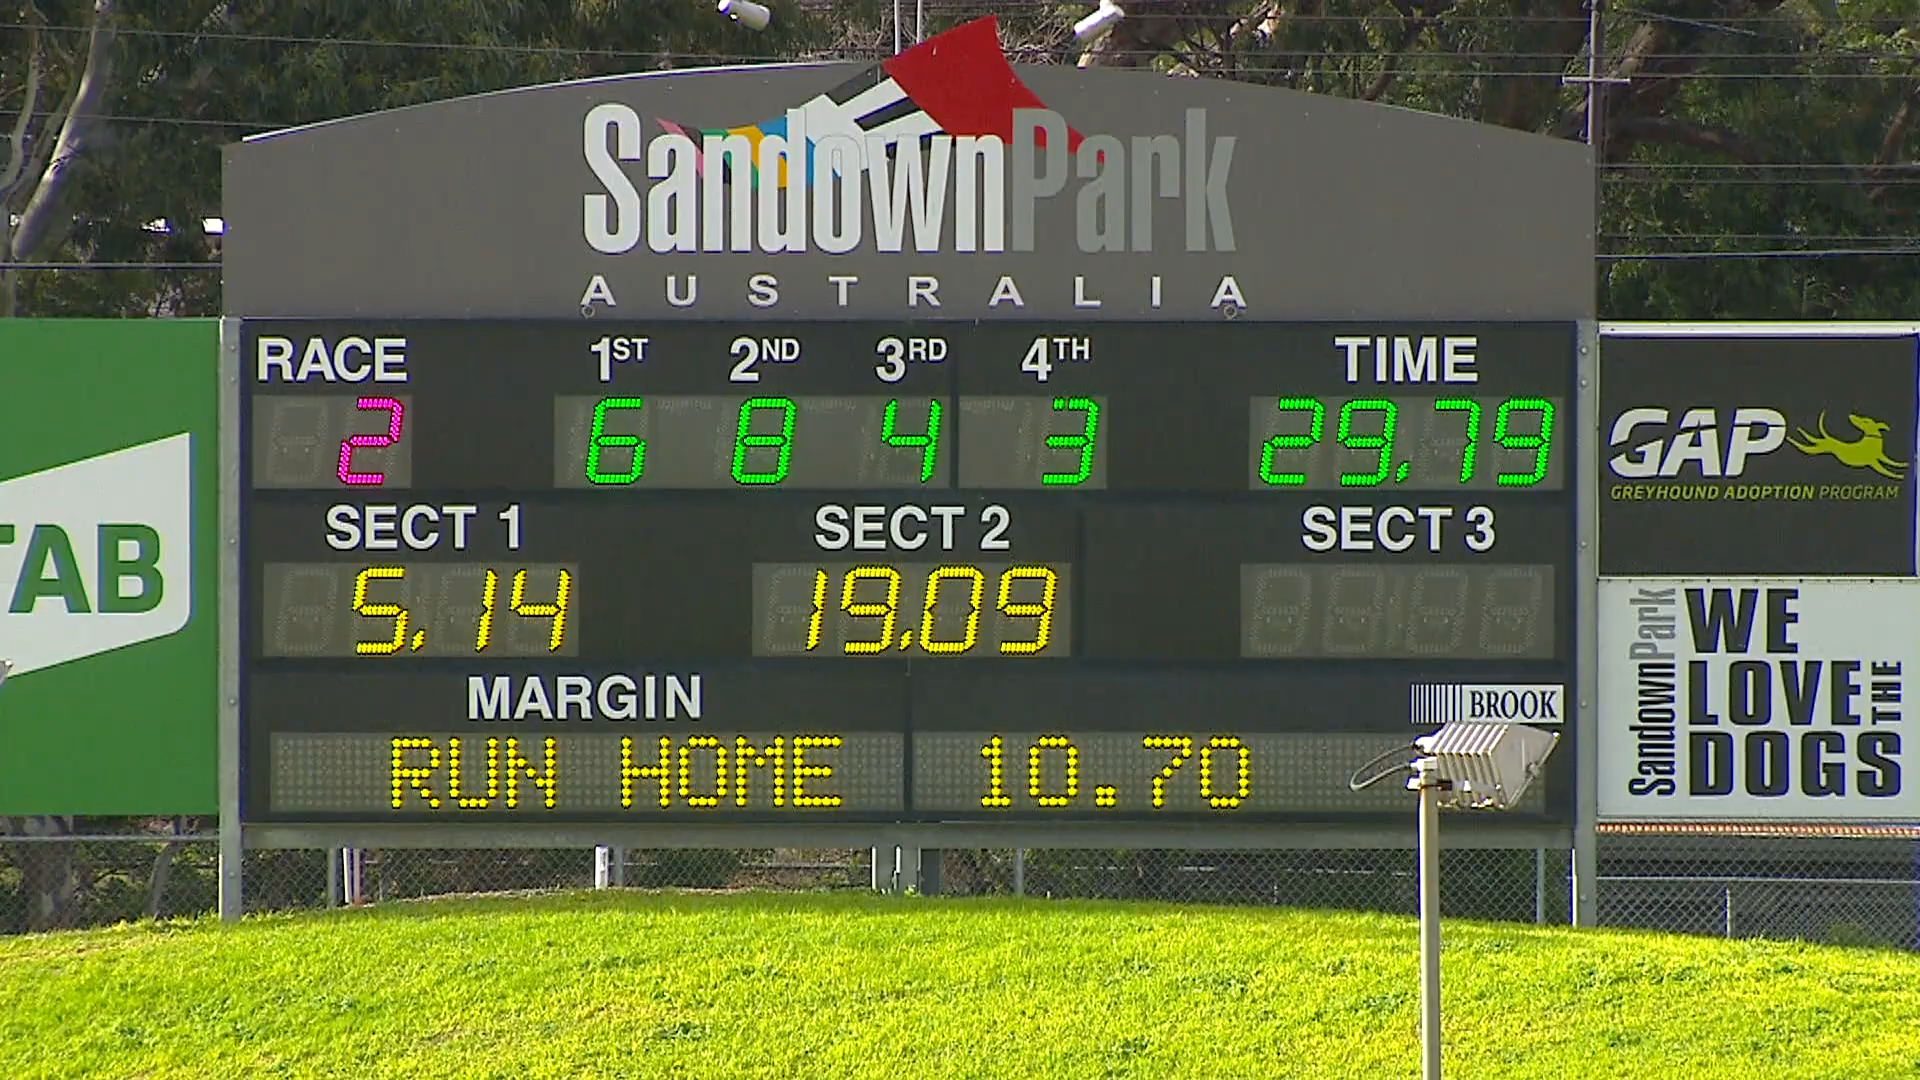 SandownPark
AUSTRALIA
RACE 1ST 2ND 3RD 4TH TIME
2 6 8 4 3 29.79
SECT 1 SECT 2 SECT 3
5.14 19.09
MARGIN
BROOK
RUN HOME 10.70
TAB
GAP
GREYHOUND ADOPTION PROGRAM
SandownPark
WE
LOVE THE
DOGS